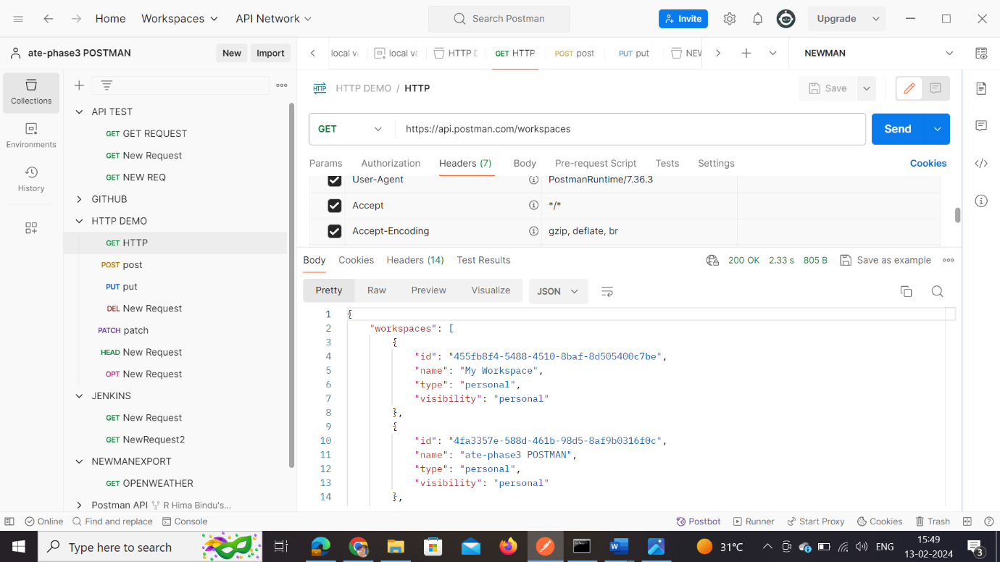 Home Workspaces API Network Search Postman Invite Upgrade
ate-phase3 POSTMAN New Import
local va local va HTTP D GET HTTP POST post PUT put NEW NEWMAN
Collections
Environments
History
API TEST
GET GET REQUEST
GET New Request
GET NEW REQ
GITHUB
HTTP DEMO
GET HTTP
POST post
PUT put
DEL New Request
PATCH patch
HEAD New Request
OPT New Request
JENKINS
GET New Request
GET NewRequest2
NEWMANEXPORT
GET OPENWEATHER
Postman API R Hima Bindu's...
HTTP HTTP DEMO / HTTP Save
GET https://api.postman.com/workspaces Send
Params Authorization Headers (7) Body Pre-request Script Tests Settings Cookies
User-Agent PostmanRuntime/7.36.3
Accept */*
Accept-Encoding gzip, deflate, br
Body Cookies Headers (14) Test Results 200 OK 2.33 s 805 B Save as example
Pretty Raw Preview Visualize JSON
1 {
2 "workspaces": [
3 {
4 "id": "455fb8f4-5488-4510-8baf-8d505400c7be",
5 "name": "My Workspace",
6 "type": "personal",
7 "visibility": "personal"
8 },
9 {
10 "id": "4fa3357e-588d-461b-98d5-8af9b0316f0c",
11 "name": "ate-phase3 POSTMAN",
12 "type": "personal",
13 "visibility": "personal"
14 },
Online Find and replace Console Postbot Runner Start Proxy Cookies Trash
Type here to search 31°C ENG 15:49
13-02-2024 3